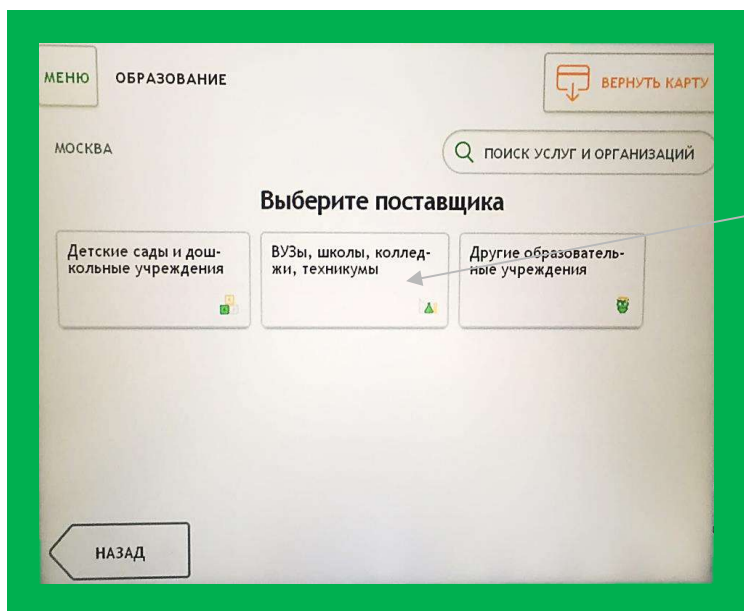 МЕНЮ
ОБРАЗОВАНИЕ
ВЕРНУТЬ КАРТУ
МОСКВА
ПОИСК УСЛУГ И ОРГАНИЗАЦИЙ
Выберите поставщика
Детские сады и дош-
кольные учреждения
ВУЗы, школы, коллед-
жи, техникумы
Другие образователь-
ные учреждения
НАЗАД